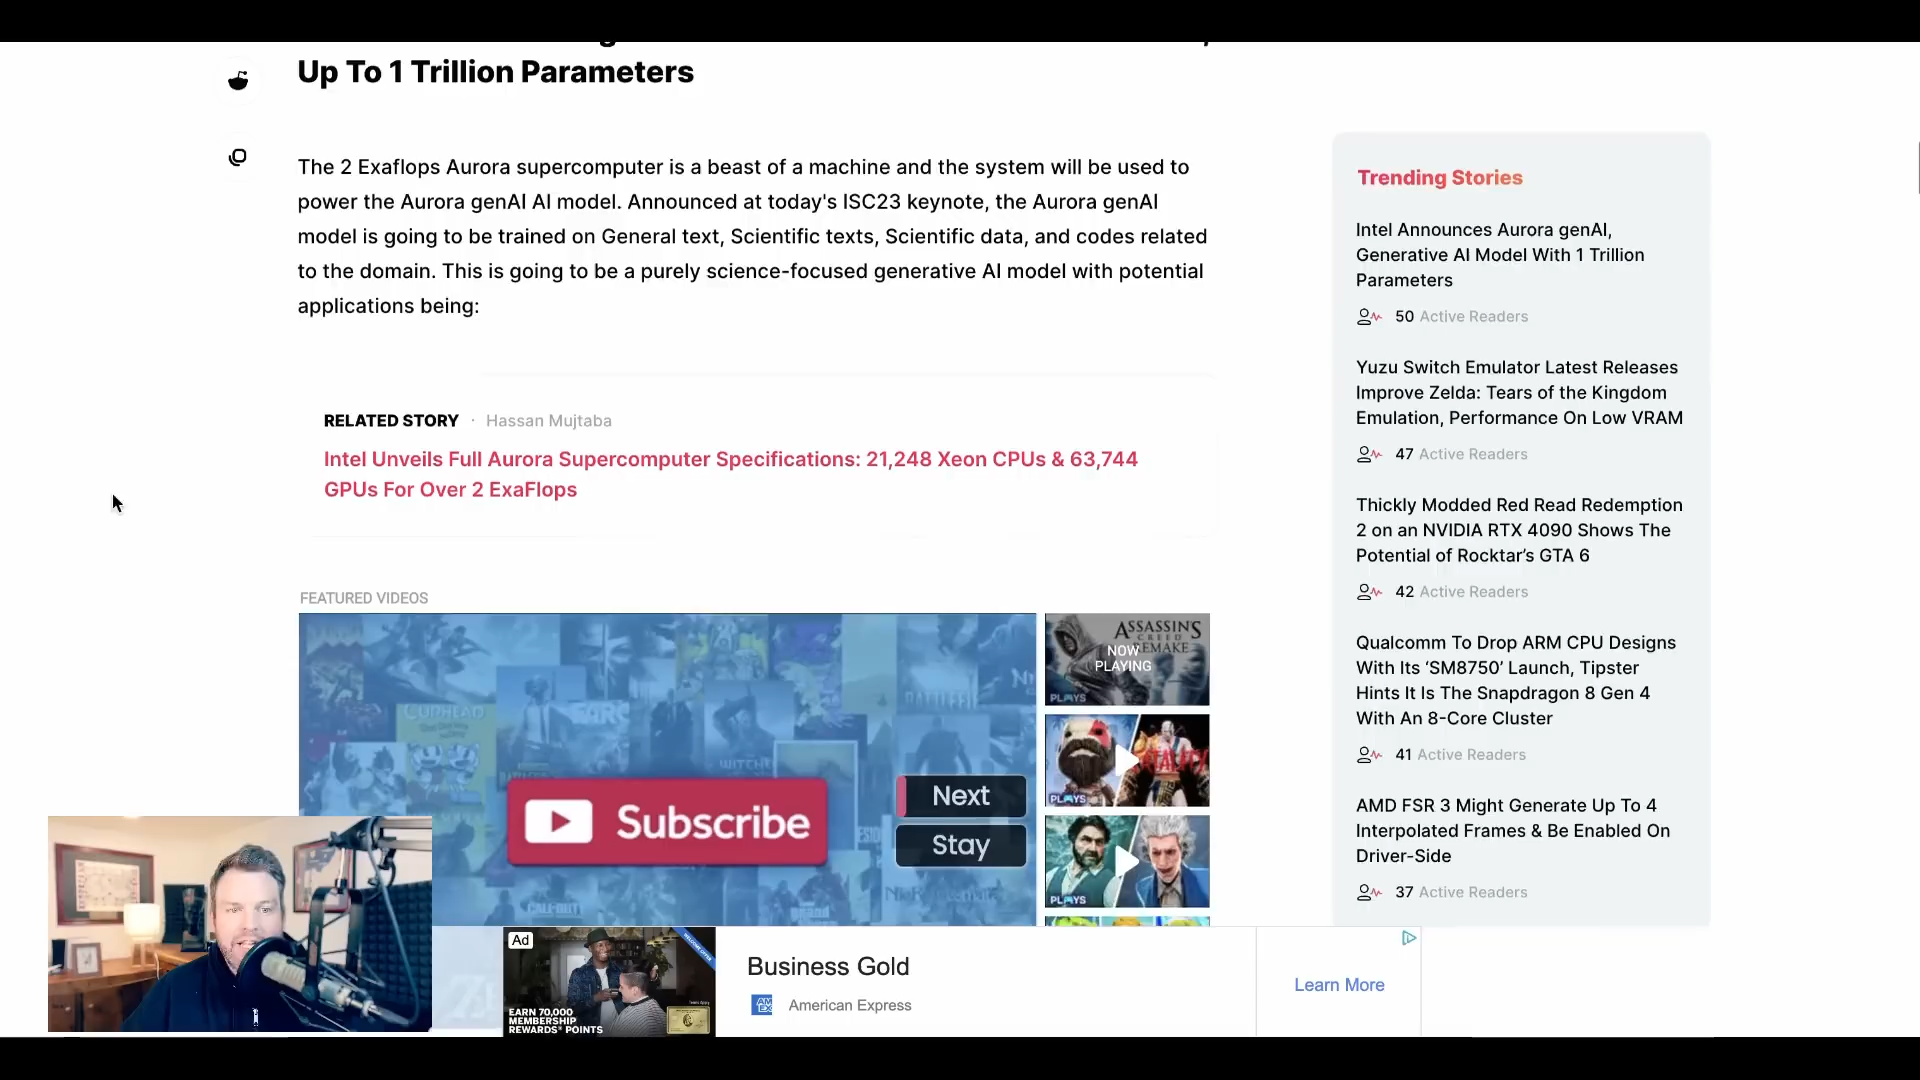 Up To 1 Trillion Parameters
The 2 Exaflops Aurora supercomputer is a beast of a machine and the system will be used to
power the Aurora genAI AI model. Announced at today's ISC23 keynote, the Aurora genAI
model is going to be trained on General text, Scientific texts, Scientific data, and codes related
to the domain. This is going to be a purely science-focused generative AI model with potential
applications being:
RELATED STORY · Hassan Mujtaba
Intel Unveils Full Aurora Supercomputer Specifications: 21,248 Xeon CPUs & 63,744
GPUs For Over 2 ExaFlops
FEATURED VIDEOS
CUPHEAD
WITCHER
Subscribe
Next
Stay
ASSASSIN'S
CREED
REMAKE
NOW
PLAYING
PLAYS
PLAYS
PLAYS
Trending Stories
Intel Announces Aurora genAI,
Generative AI Model With 1 Trillion
Parameters
50 Active Readers
Yuzu Switch Emulator Latest Releases
Improve Zelda: Tears of the Kingdom
Emulation, Performance On Low VRAM
47 Active Readers
Thickly Modded Red Read Redemption
2 on an NVIDIA RTX 4090 Shows The
Potential of Rocktar’s GTA 6
42 Active Readers
Qualcomm To Drop ARM CPU Designs
With Its ‘SM8750’ Launch, Tipster
Hints It Is The Snapdragon 8 Gen 4
With An 8-Core Cluster
41 Active Readers
AMD FSR 3 Might Generate Up To 4
Interpolated Frames & Be Enabled On
Driver-Side
37 Active Readers
Ad
EARN 70,000
MEMBERSHIP
REWARDS® POINTS
Business Gold
AM
EX
American Express
Learn More